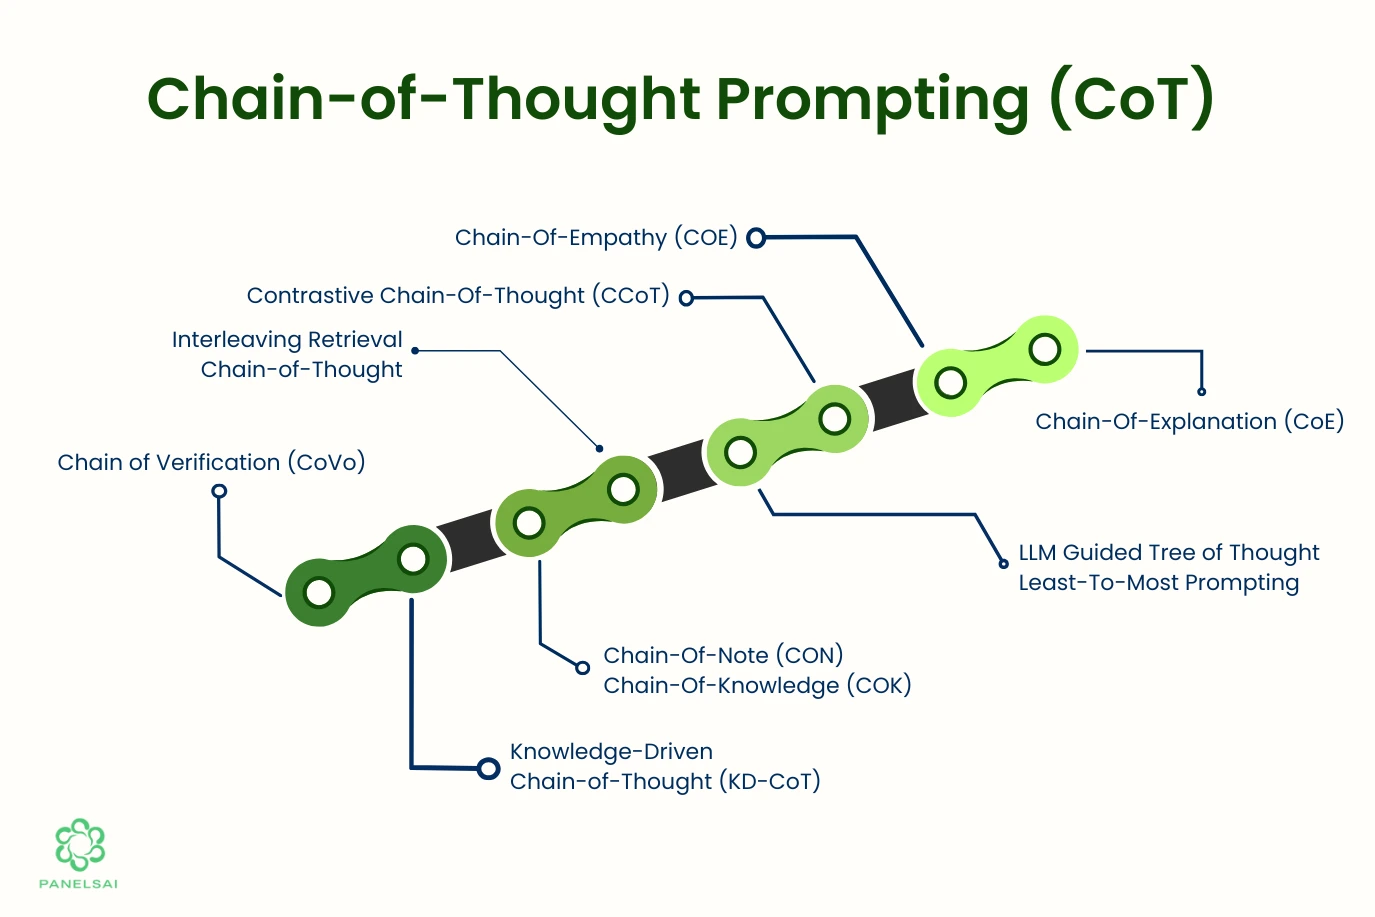 Chain-of-Thought Prompting (CoT)
Chain-Of-Empathy (COE)
Contrastive Chain-Of-Thought (CCoT)
Interleaving Retrieval
Chain-of-Thought
Chain-Of-Explanation (CoE)
Chain of Verification (CoVo)
LLM Guided Tree of Thought
Least-To-Most Prompting
Chain-Of-Note (CON)
Chain-Of-Knowledge (COK)
Knowledge-Driven
Chain-of-Thought (KD-CoT)
PANELSAI